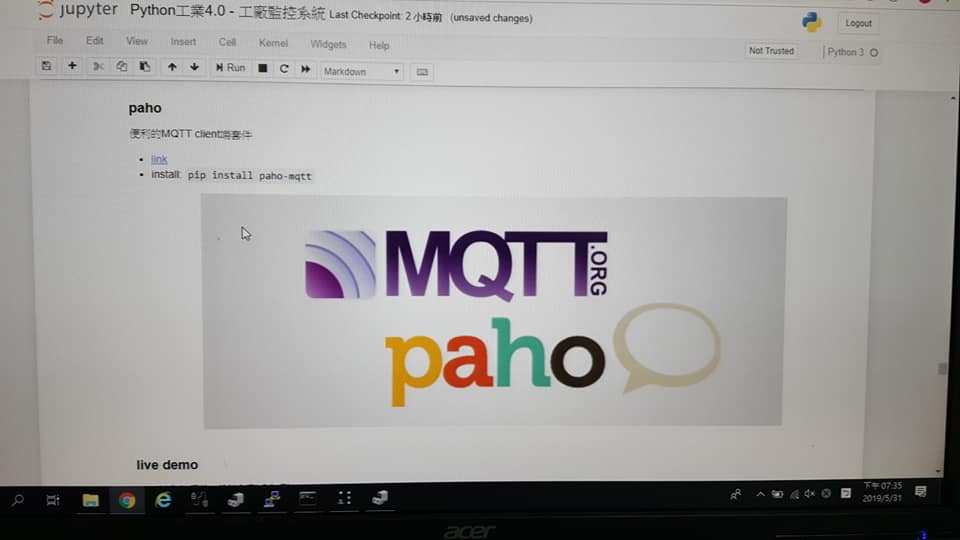 jupyter Python工業4.0 - 工廠監控系統 Last Checkpoint: 2 小時前 (unsaved changes)
Logout
File Edit View Insert Cell Kernel Widgets Help
Not Trusted
Python 3
Run
Markdown
paho
便利的MQTT client端套件
link
install: pip install paho-mqtt
MQTT.ORG
paho
live demo
下午 07:35
2019/5/31
acer